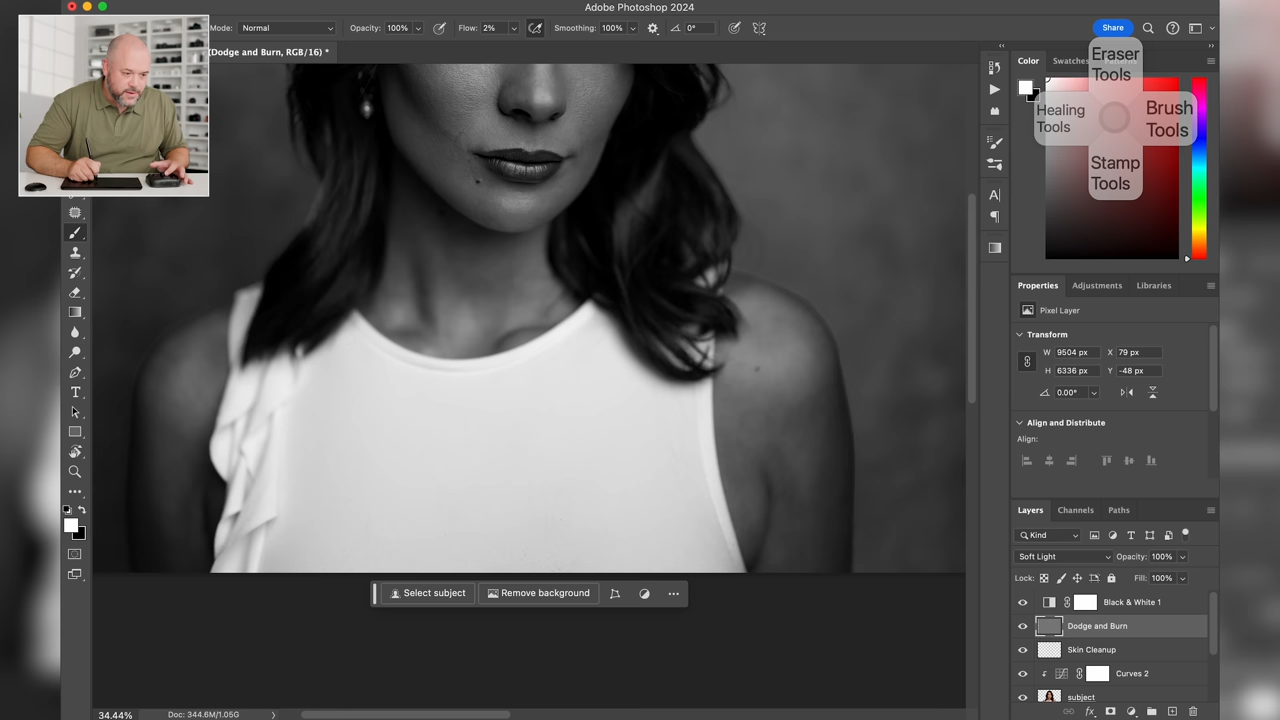 Adobe Photoshop 2024
Mode: Normal Opacity: 100% Flow: 2% Smoothing: 100% 0° Share
(Dodge and Burn, RGB/16) *
Color Swatches
Eraser
Tools
Healing
Tools
Brush
Tools
Stamp
Tools
Properties Adjustments Libraries
Pixel Layer
Transform
W 9504 px X 79 px
H 6336 px Y -48 px
0.00°
Align and Distribute
Align:
Layers Channels Paths
Kind
Soft Light Opacity: 100%
Lock: Fill: 100%
Black & White 1
Dodge and Burn
Skin Cleanup
Curves 2
subject
Select subject Remove background
34.44% Doc: 344.6M/1.05G